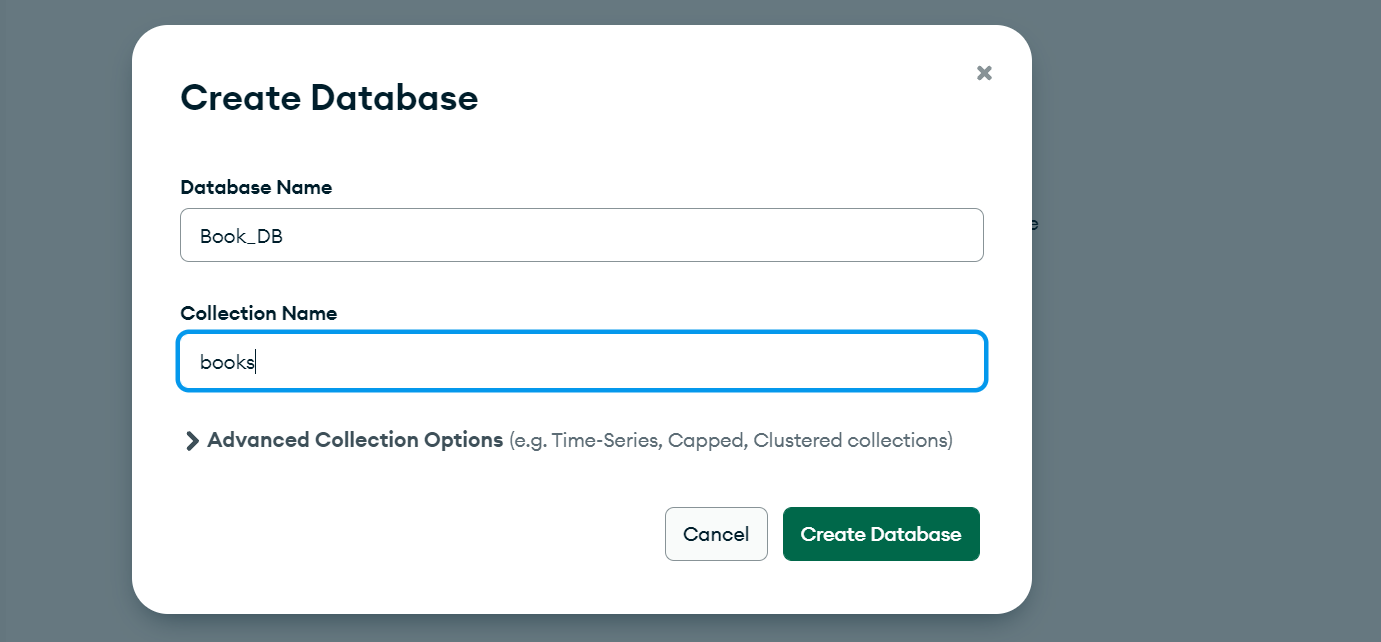 Create Database
Database Name
Book_DB
e
Collection Name
books
Advanced Collection Options (e.g. Time-Series, Capped, Clustered collections)
Cancel
Create Database